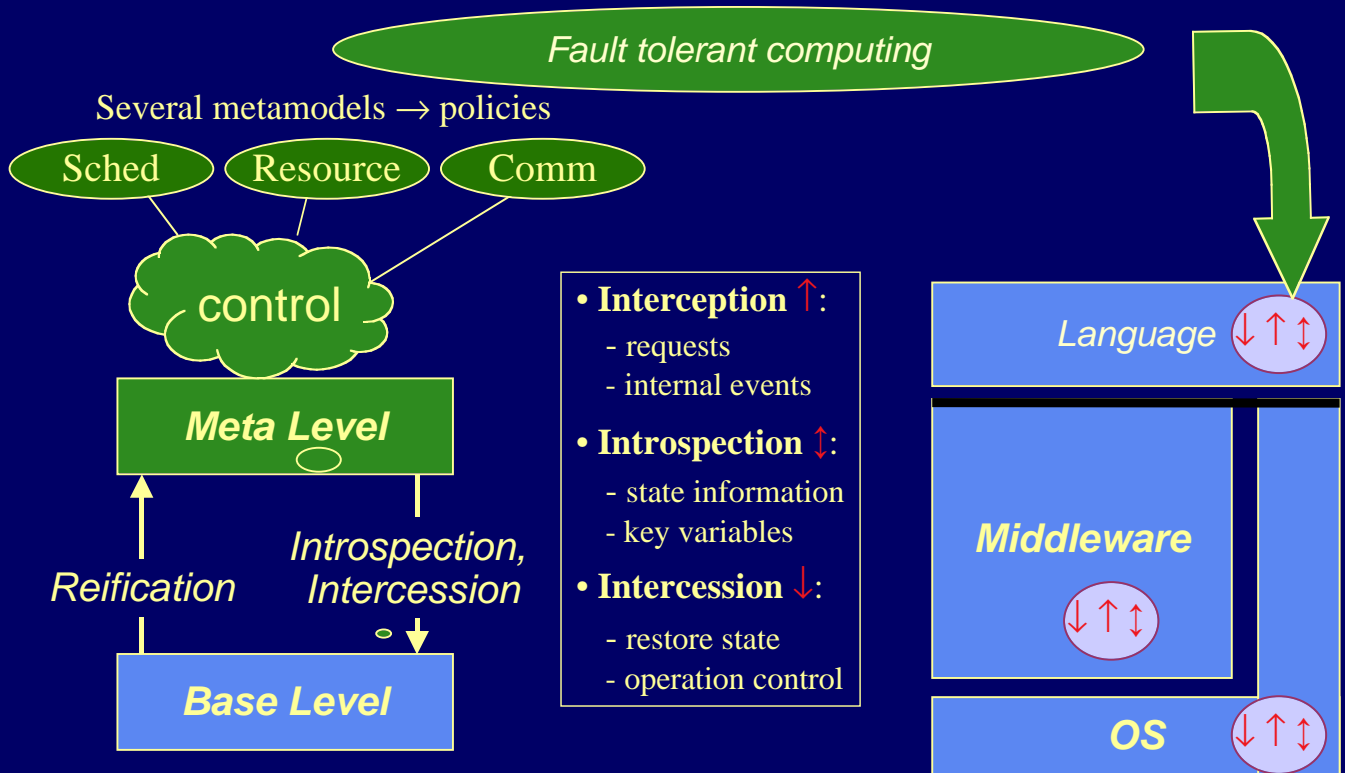 Fault tolerant computing
Several metamodels → policies
Sched
Resource
Comm
control
Meta Level
Reification
Introspection,
Intercession
Base Level
• Interception ↑:
- requests
- internal events
• Introspection ↕:
- state information
- key variables
• Intercession ↓:
- restore state
- operation control
Language ↓ ↑ ↕
Middleware
↓ ↑ ↕
OS ↓ ↑ ↕